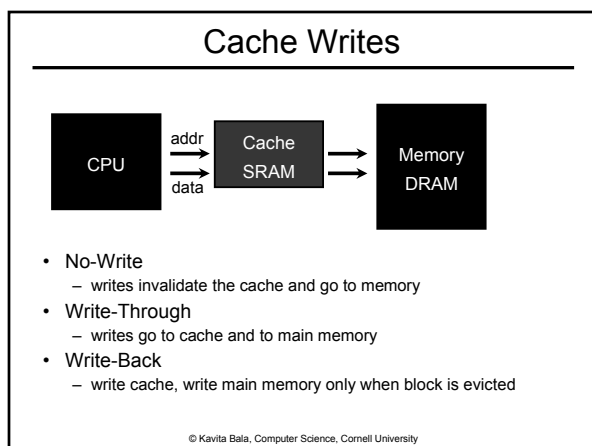 Cache Writes
CPU
addr
data
Cache
SRAM
Memory
DRAM
• No-Write
– writes invalidate the cache and go to memory
• Write-Through
– writes go to cache and to main memory
• Write-Back
– write cache, write main memory only when block is evicted
© Kavita Bala, Computer Science, Cornell University